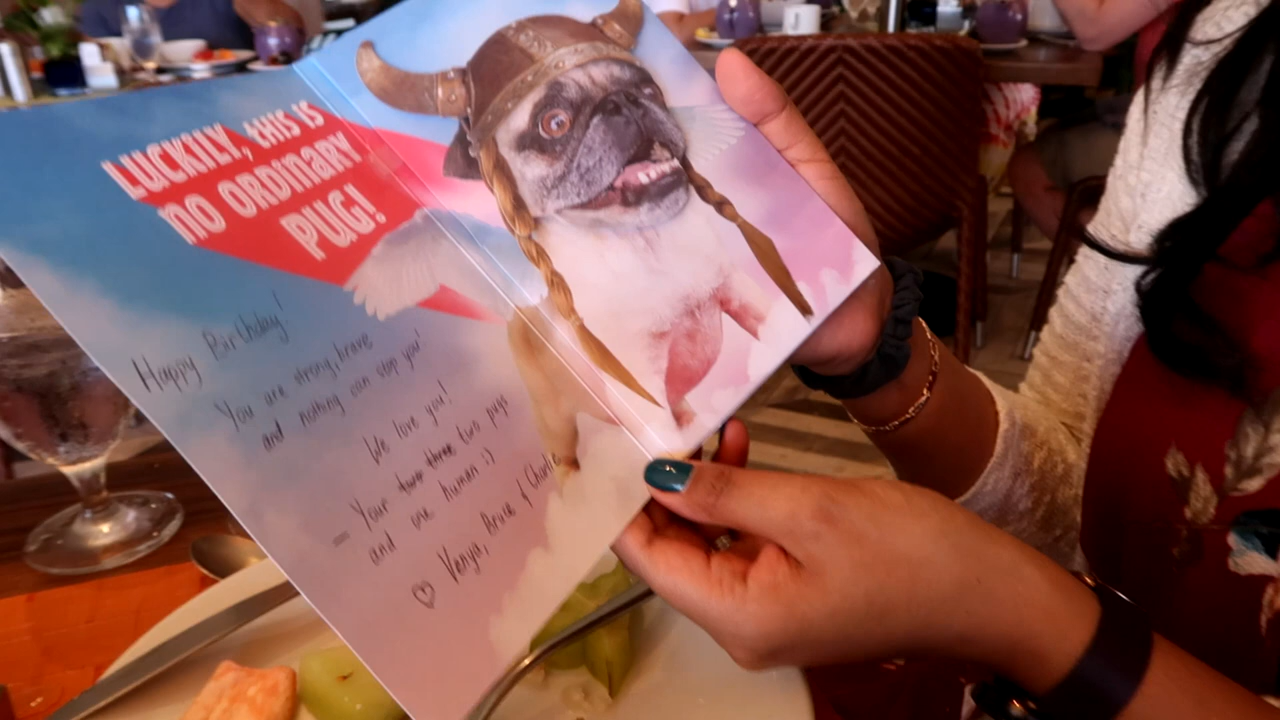 LUCKILY, this is
no ordinary
pug!
Happy Birthday!
You are strong, brave
and nothing can stop you!
We love you!
- Your three two pugs
and one human :)
♡ Venya, Bruce & Charlie